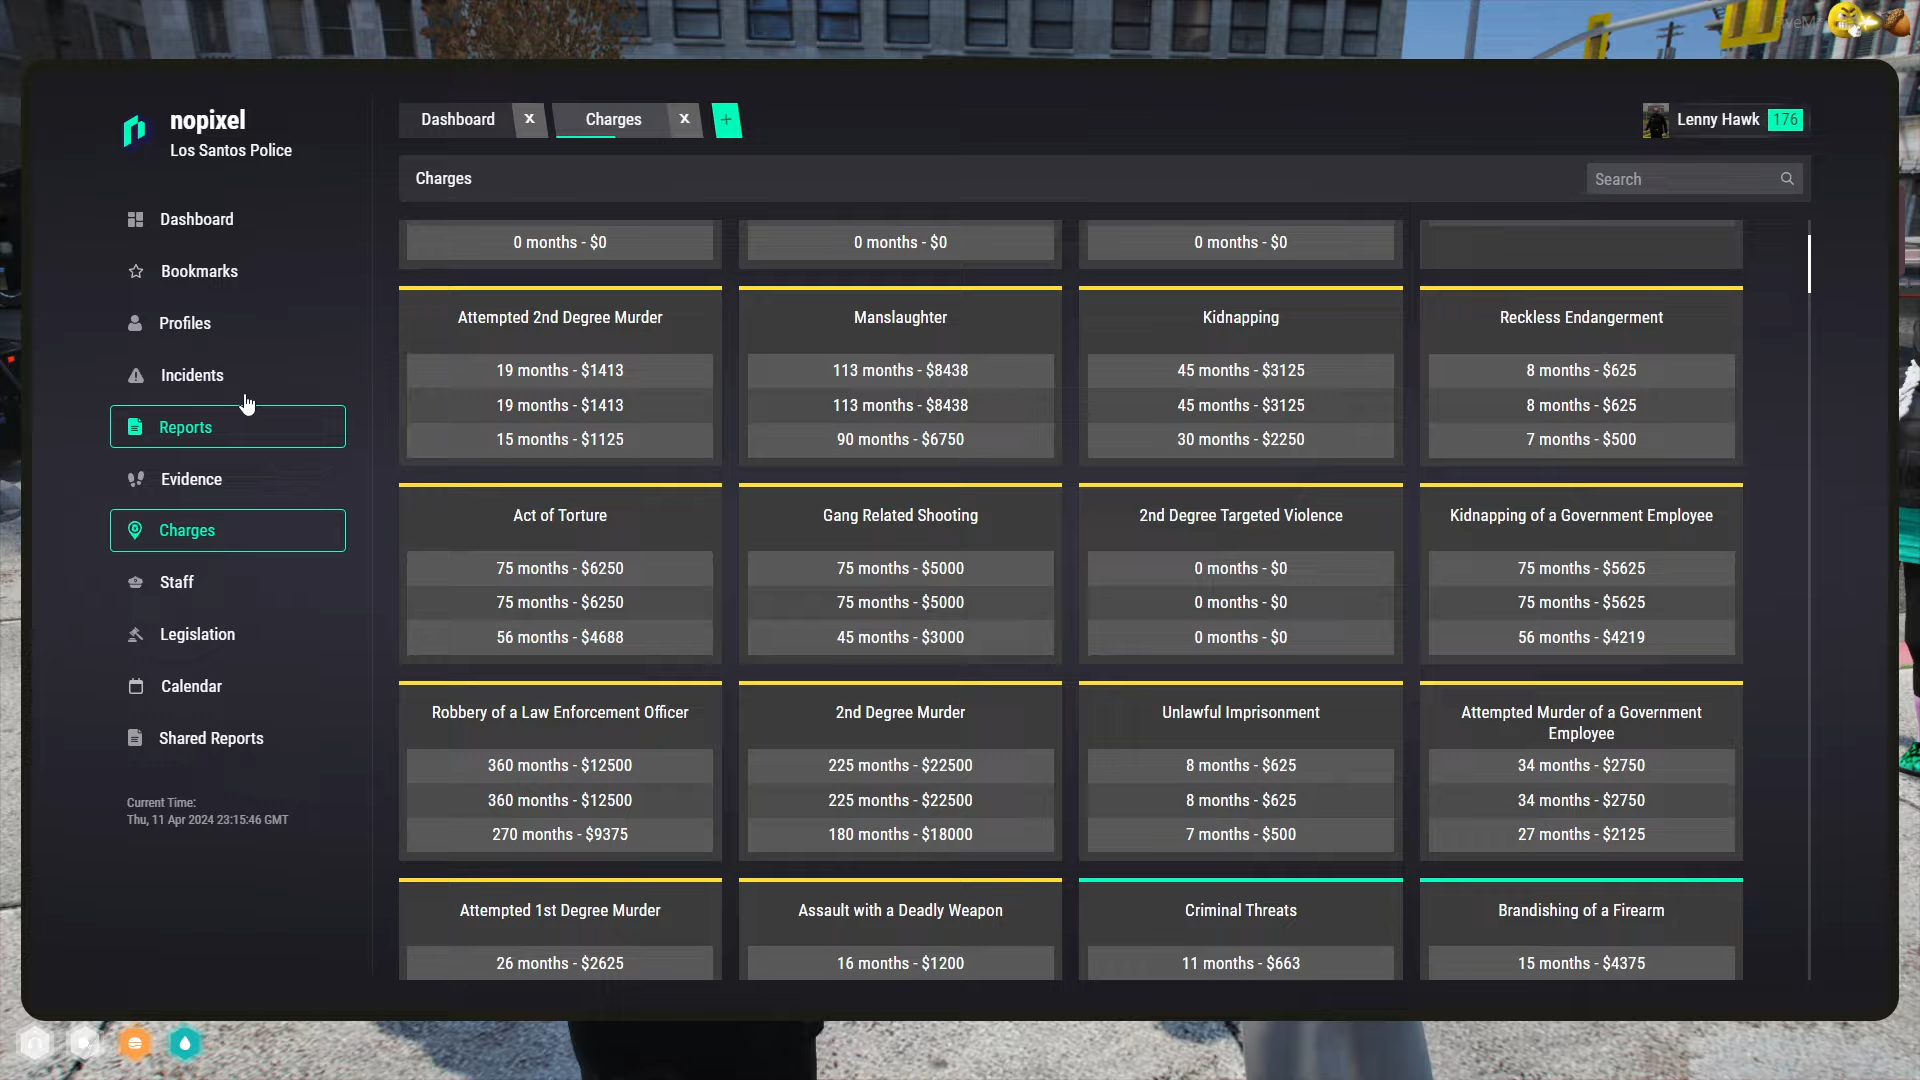 nopixel
Los Santos Police
Dashboard
Bookmarks
Profiles
Incidents
Reports
Evidence
Charges
Staff
Legislation
Calendar
Shared Reports
Current Time:
Thu, 11 Apr 2024 23:15:46 GMT
Dashboard x Charges x +
Lenny Hawk 176
Charges
Search
0 months - $0
0 months - $0
0 months - $0
Attempted 2nd Degree Murder
19 months - $1413
19 months - $1413
15 months - $1125
Manslaughter
113 months - $8438
113 months - $8438
90 months - $6750
Kidnapping
45 months - $3125
45 months - $3125
30 months - $2250
Reckless Endangerment
8 months - $625
8 months - $625
7 months - $500
Act of Torture
75 months - $6250
75 months - $6250
56 months - $4688
Gang Related Shooting
75 months - $5000
75 months - $5000
45 months - $3000
2nd Degree Targeted Violence
0 months - $0
0 months - $0
0 months - $0
Kidnapping of a Government Employee
75 months - $5625
75 months - $5625
56 months - $4219
Robbery of a Law Enforcement Officer
360 months - $12500
360 months - $12500
270 months - $9375
2nd Degree Murder
225 months - $22500
225 months - $22500
180 months - $18000
Unlawful Imprisonment
8 months - $625
8 months - $625
7 months - $500
Attempted Murder of a Government
Employee
34 months - $2750
34 months - $2750
27 months - $2125
Attempted 1st Degree Murder
26 months - $2625
Assault with a Deadly Weapon
16 months - $1200
Criminal Threats
11 months - $663
Brandishing of a Firearm
15 months - $4375